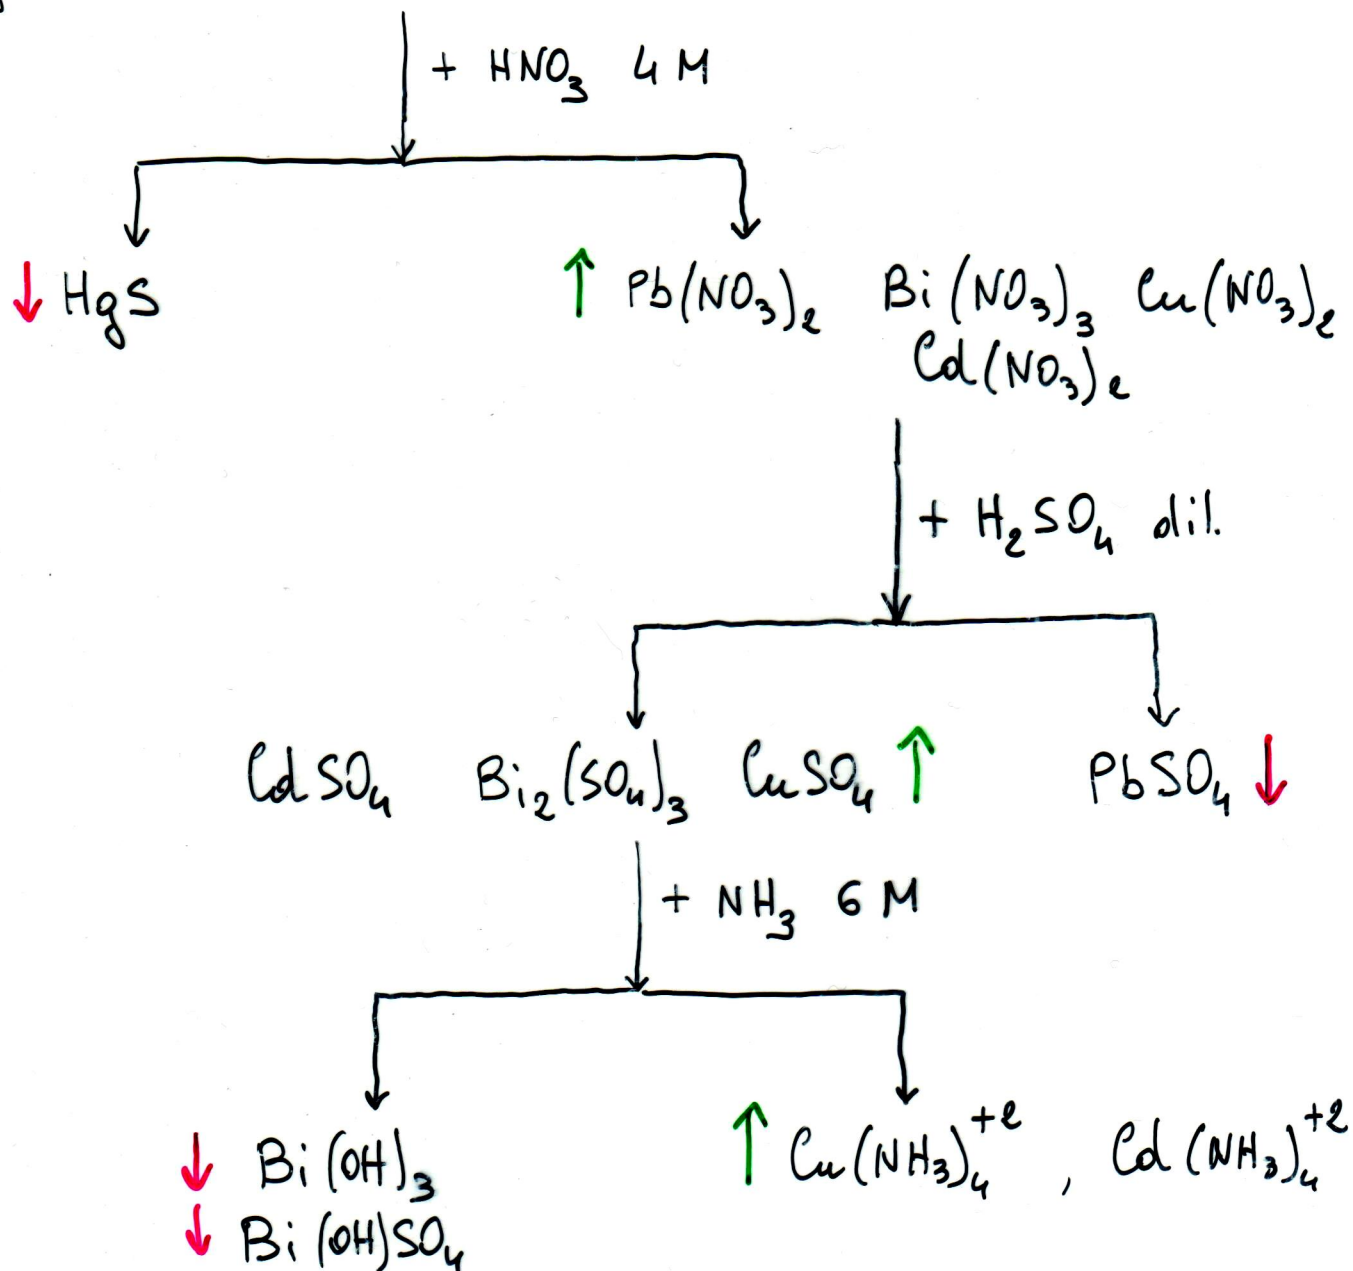 + HNO₃ 4 M
↓ HgS ↑ Pb(NO₃)₂ Bi(NO₃)₃ Cu(NO₃)₂
Cd(NO₃)₂
+ H₂SO₄ dil.
CdSO₄ Bi₂(SO₄)₃ CuSO₄ ↑ PbSO₄ ↓
+ NH₃ 6 M
↓ Bi(OH)₃ ↑ Cu(NH₃)₄⁺² , Cd(NH₃)₄⁺²
↓ Bi(OH)SO₄